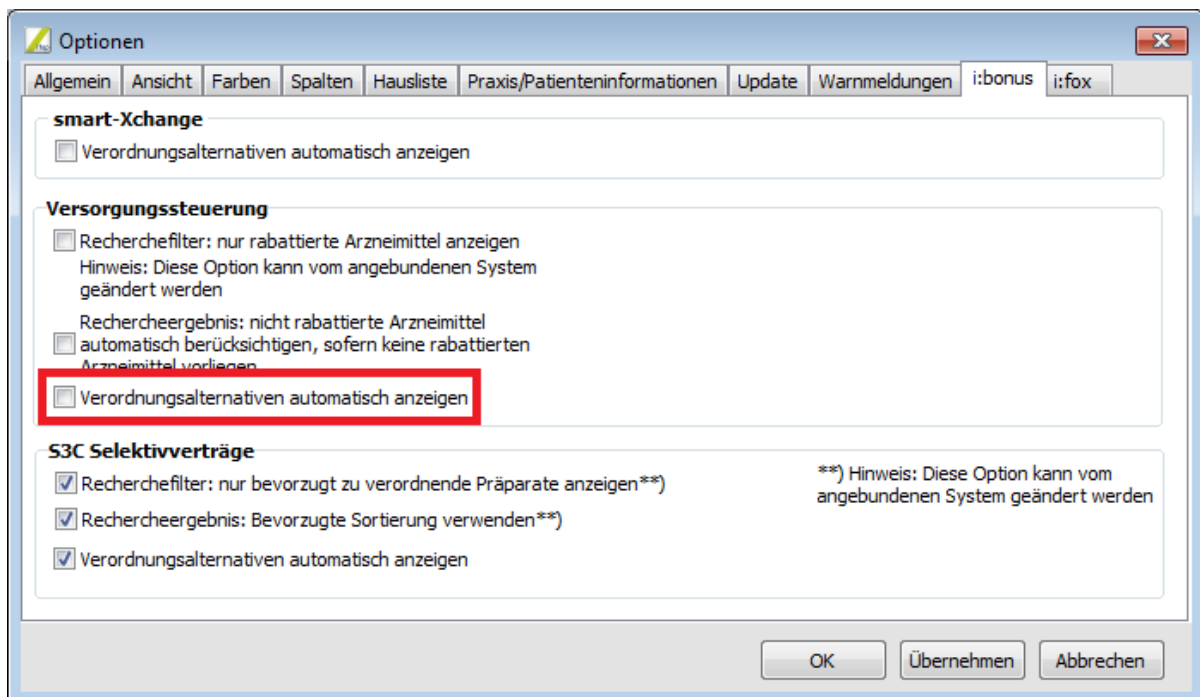 Optionen
Allgemein Ansicht Farben Spalten Hausliste Praxis/Patienteninformationen Update Warnmeldungen i:bonus i:fox
smart-Xchange
Verordnungsalternativen automatisch anzeigen
Versorgungssteuerung
Recherchefilter: nur rabattierte Arzneimittel anzeigen
Hinweis: Diese Option kann vom angebundenen System
geändert werden
Rechercheergebnis: nicht rabattierte Arzneimittel
automatisch berücksichtigen, sofern keine rabattierten
Arzneimittel vorliegen
Verordnungsalternativen automatisch anzeigen
S3C Selektivverträge
Recherchefilter: nur bevorzugt zu verordnende Präparate anzeigen**)
Rechercheergebnis: Bevorzugte Sortierung verwenden**)
Verordnungsalternativen automatisch anzeigen
**) Hinweis: Diese Option kann vom
angebundenen System geändert werden
OK Übernehmen Abbrechen